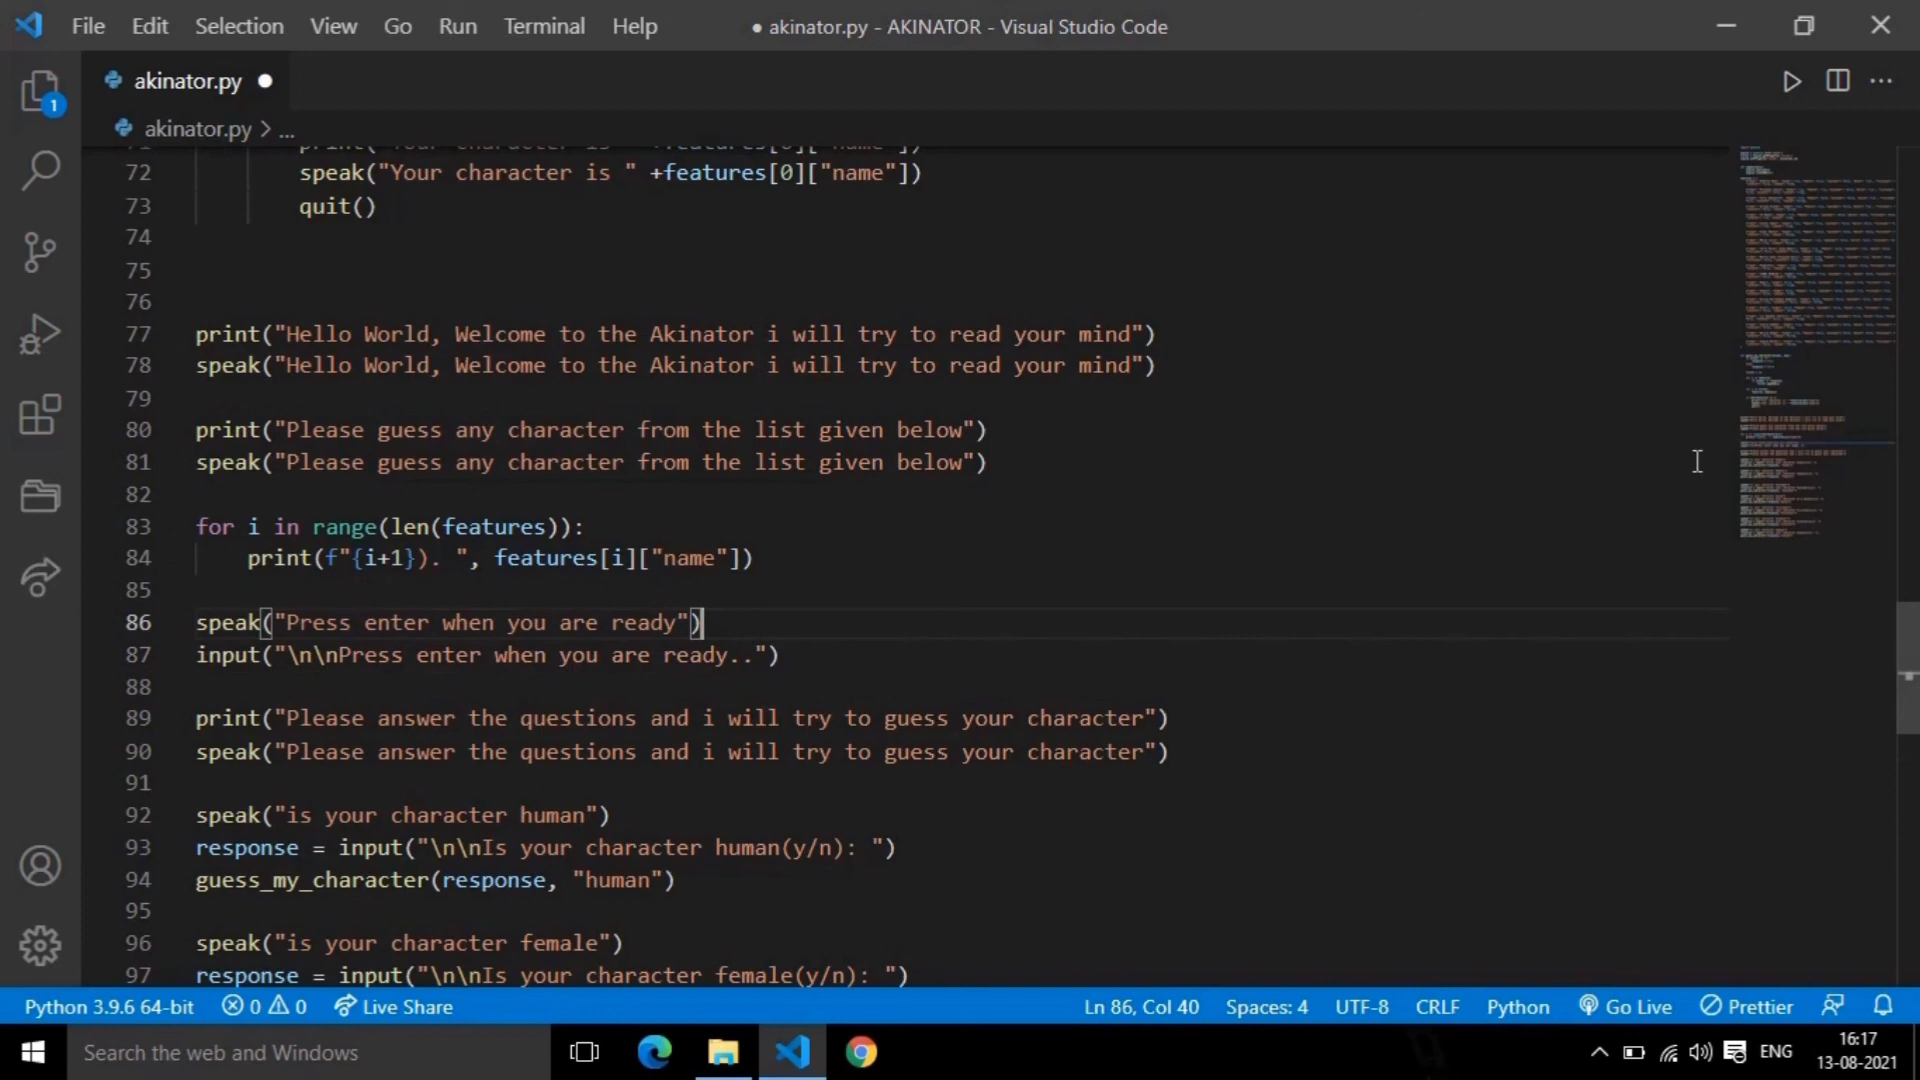 File Edit Selection View Go Run Terminal Help ● akinator.py - AKINATOR - Visual Studio Code
akinator.py ●
1
akinator.py > ...
72 speak("Your character is " +features[0]["name"])
73 quit()
74
75
76
77 print("Hello World, Welcome to the Akinator i will try to read your mind")
78 speak("Hello World, Welcome to the Akinator i will try to read your mind")
79
80 print("Please guess any character from the list given below")
81 speak("Please guess any character from the list given below")
82
83 for i in range(len(features)):
84 print(f"{i+1}). ", features[i]["name"])
85
86 speak("Press enter when you are ready")
87 input("\n\nPress enter when you are ready..")
88
89 print("Please answer the questions and i will try to guess your character")
90 speak("Please answer the questions and i will try to guess your character")
91
92 speak("is your character human")
93 response = input("\n\nIs your character human(y/n): ")
94 guess_my_character(response, "human")
95
96 speak("is your character female")
97 response = input("\n\nIs your character female(y/n): ")
Python 3.9.6 64-bit 0 0 Live Share Ln 86, Col 40 Spaces: 4 UTF-8 CRLF Python Go Live Prettier
Search the web and Windows ENG 16:17
13-08-2021